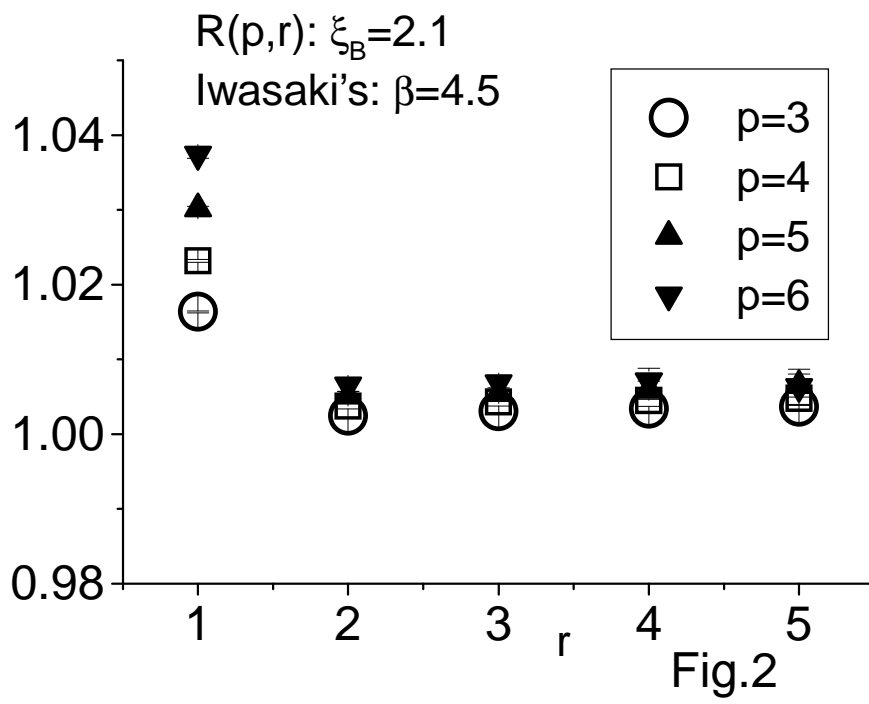 R(p,r): ξB=2.1
Iwasaki's: β=4.5
p=3
p=4
p=5
p=6
1.04
1.02
1.00
0.98
1 2 3 4 5
r
Fig.2